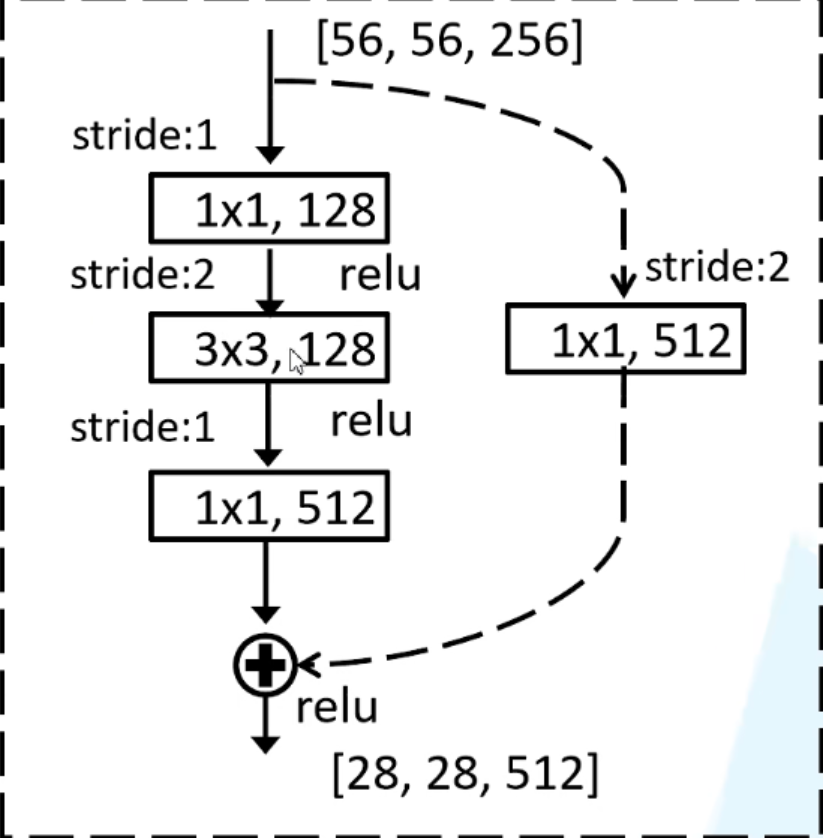 [56, 56, 256]
stride:1
1x1, 128
stride:2
relu
stride:2
3x3, 128
1x1, 512
stride:1
relu
1x1, 512
relu
[28, 28, 512]